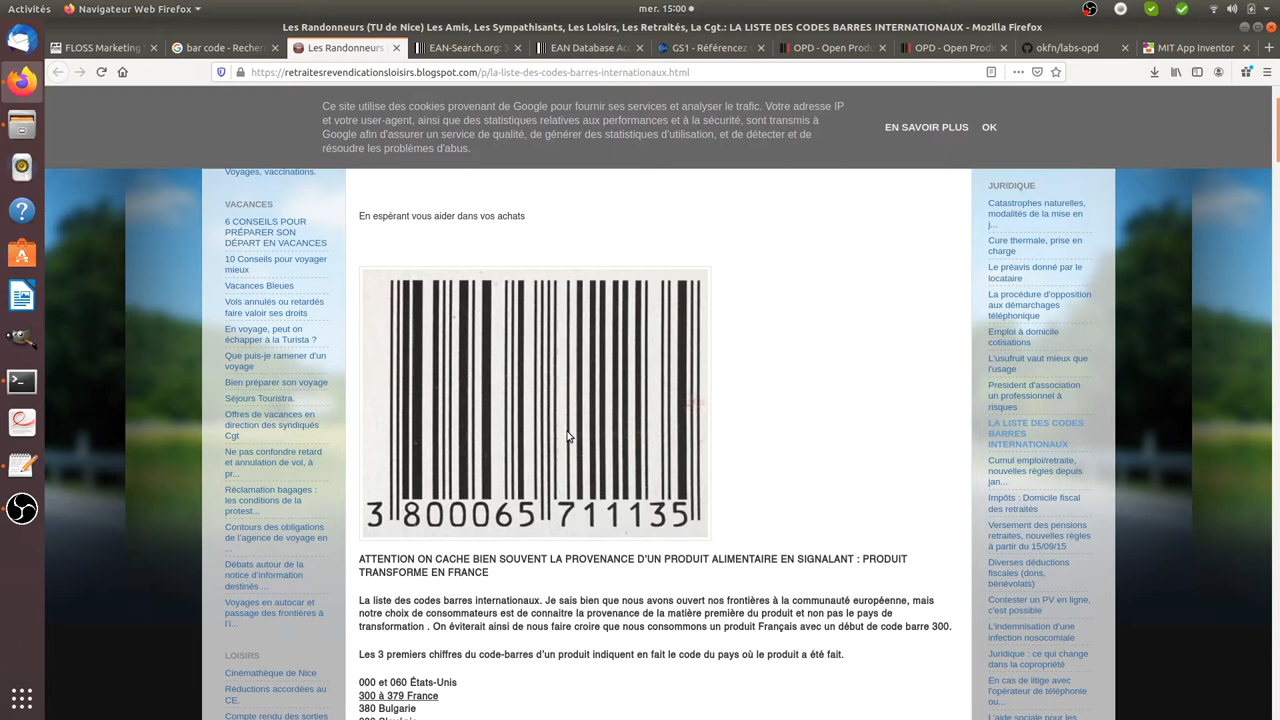 Activités
Navigateur Web Firefox
mer. 15:00
Les Randonneurs (Nm) Les Amis, Les Sympathisants, Les Loisirs, Les Retraités, La Cgt.: LA LISTE DES CODES BARRES INTERNATIONAUX - Mozilla Firefox
FLOSS Marketing
bar code - Recher
Les Randonneurs
EAN-Search.org: 3
EAN Database Acc
GS1 - Référencez v
OPD - Open Produ
OPD - Open Produ
okfn/labs-opd
MIT App Inventor
https://retraitesrevendicationsloisirs.blogspot.com/p/la-liste-des-codes-barres-internationaux.html
Ce site utilise des cookies provenant de Google pour fournir ses services et analyser le trafic. Votre adresse IP
et votre user-agent, ainsi que des statistiques relatives aux performances et à la sécurité, sont transmis à
Google afin d'assurer un service de qualité, de générer des statistiques d'utilisation, et de détecter et de
résoudre les problèmes d'abus.
EN SAVOIR PLUS
OK
Voyages, vaccinations.
VACANCES
6 CONSEILS POUR
PRÉPARER SON
DÉPART EN VACANCES
10 Conseils pour voyager
mieux
Vacances Bleues
Vols annulés ou retardés
faire valoir ses droits
En voyage, peut on
échapper à la Turista ?
Que puis-je ramener d'un
voyage
Bien préparer son voyage
Séjours Touristra.
Offres de vacances en
direction des syndiqués
Cgt
Ne pas confondre retard
et annulation de vol, à
pr...
Réclamation bagages :
les conditions de la
protest...
Contours des obligations
de l'agence de voyage en
...
Débats autour de la
notice d'information
destinés ...
Voyages en autocar et
passage des frontières à
l'i...
LOISIRS
Cinémathèque de Nice
Réductions accordées au
CE.
Compte rendu des sorties
En espérant vous aider dans vos achats
3 800065 711135
ATTENTION ON CACHE BIEN SOUVENT LA PROVENANCE D'UN PRODUIT ALIMENTAIRE EN SIGNALANT : PRODUIT
TRANSFORME EN FRANCE
La liste des codes barres internationaux. Je sais bien que nous avons ouvert nos frontières à la communauté européenne, mais
notre choix de consommateurs est de connaitre la provenance de la matière première du produit et non pas le pays de
transformation . On éviterait ainsi de nous faire croire que nous consommons un produit Français avec un début de code barre 300.
Les 3 premiers chiffres du code-barres d'un produit indiquent en fait le code du pays où le produit a été fait.
000 et 060 États-Unis
300 à 379 France
380 Bulgarie
JURIDIQUE
Catastrophes naturelles,
modalités de la mise en
j...
Cure thermale, prise en
charge
Le préavis donné par le
locataire
La procédure d'opposition
aux démarchages
téléphonique
Emploi à domicile
cotisations
L'usufruit vaut mieux que
l'usage
President d'association
un professionnel à
risques
LA LISTE DES CODES
BARRES
INTERNATIONAUX
Cumul emploi/retraite,
nouvelles règles depuis
jan...
Impôts : Domicile fiscal
des retraités
Versement des pensions
retraites, nouvelles règles
à partir du 15/09/15
Diverses déductions
fiscales (dons,
bénévolats)
Contester un PV en ligne,
c'est possible
L'indemnisation d'une
infection nosocomiale
Juridique : ce qui change
dans la copropriété
En cas de litige avec
l'opérateur de téléphonie
ou...
L'aide sociale pour les